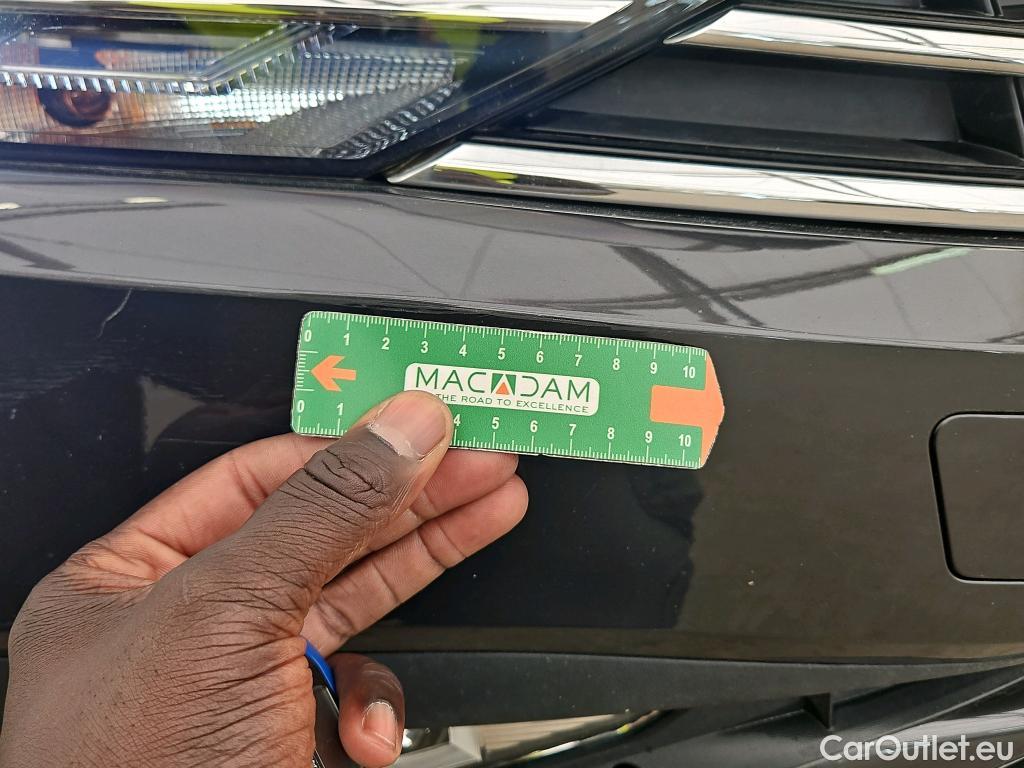 0 1 2 3 4 5 6 7 8 9 10
MACADAM
THE ROAD TO EXCELLENCE
0 1 4 5 6 7 8 9 10
CarOutlet.eu